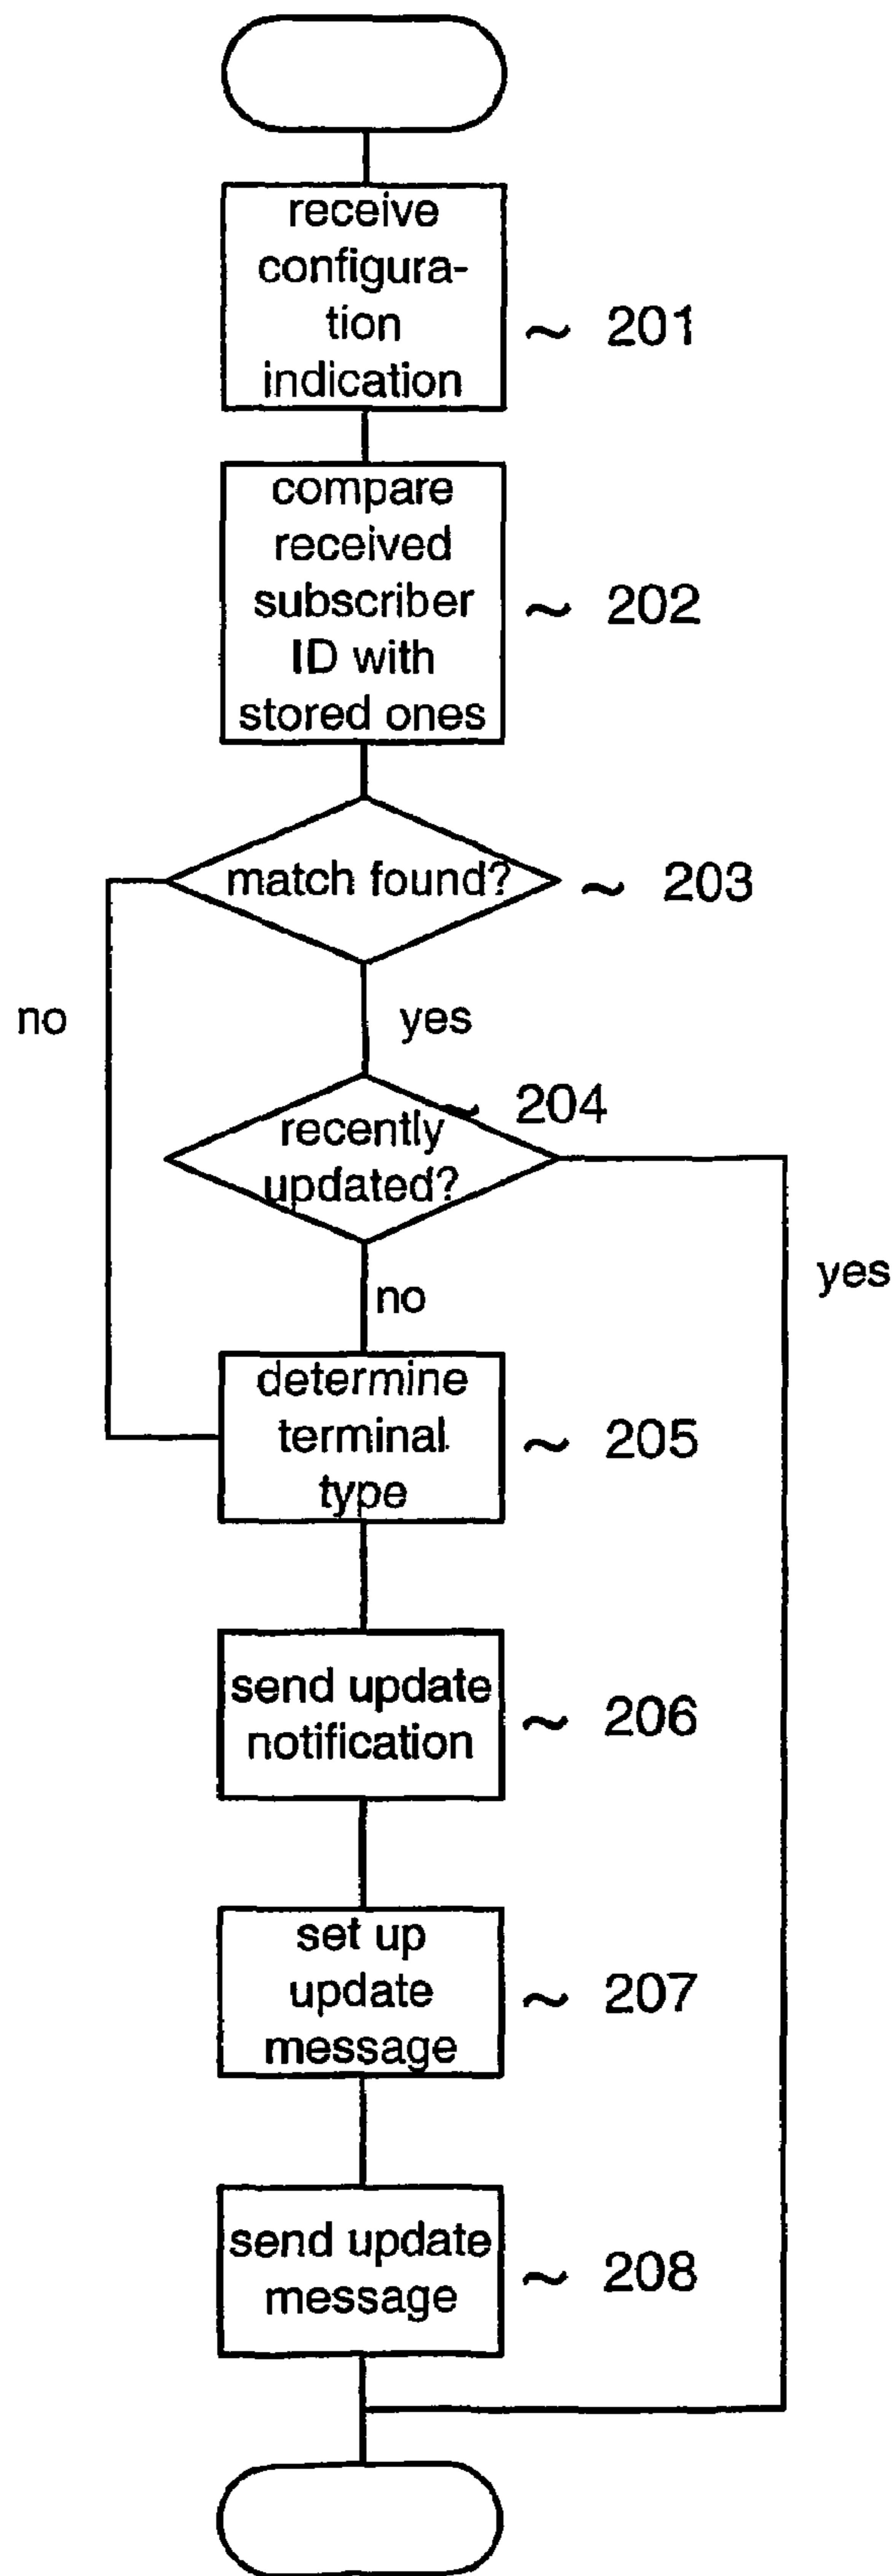 receive
configura-
tion
indication
~ 201
compare
received
subscriber
ID with
stored ones
~ 202
match found?
~ 203
no
yes
~ 204
recently
updated?
yes
no
determine
terminal
type
~ 205
send update
notification
~ 206
set up
update
message
~ 207
send update
message
~ 208